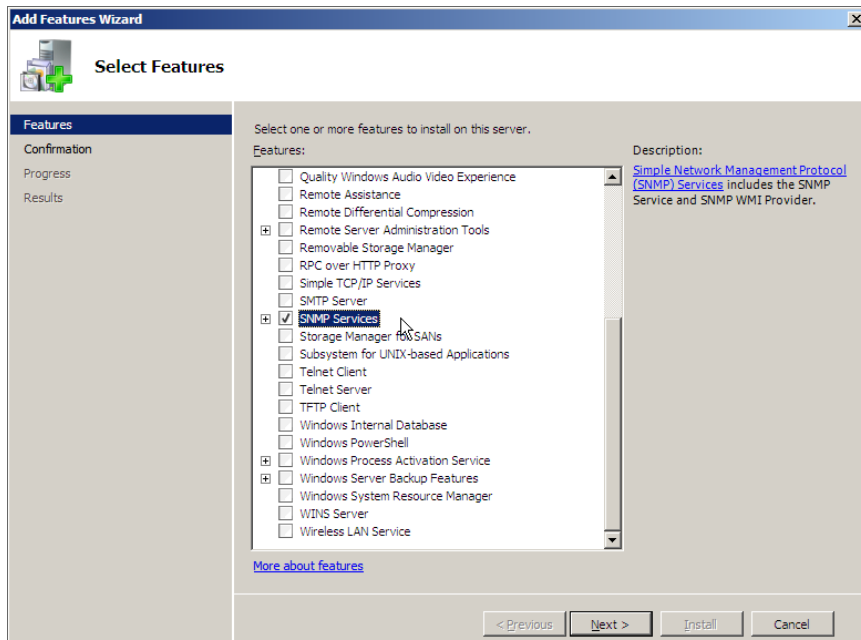 Add Features Wizard
Select Features
Features
Confirmation
Progress
Results
Select one or more features to install on this server.
Features:
Quality Windows Audio Video Experience
Remote Assistance
Remote Differential Compression
Remote Server Administration Tools
Removable Storage Manager
RPC over HTTP Proxy
Simple TCP/IP Services
SMTP Server
SNMP Services
Storage Manager for SANs
Subsystem for UNIX-based Applications
Telnet Client
Telnet Server
TFTP Client
Windows Internal Database
Windows PowerShell
Windows Process Activation Service
Windows Server Backup Features
Windows System Resource Manager
WINS Server
Wireless LAN Service
More about features
Description:
Simple Network Management Protocol
(SNMP) Services includes the SNMP
Service and SNMP WMI Provider.
< Previous
Next >
Install
Cancel